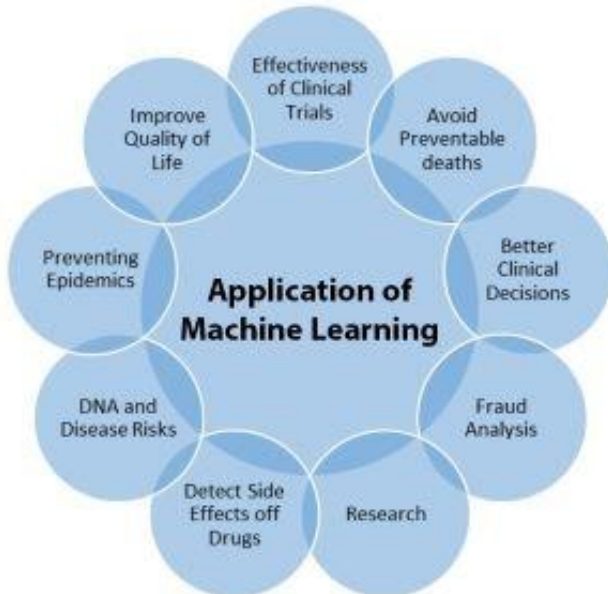 Effectiveness
of Clinical
Trials
Avoid
Preventable
deaths
Better
Clinical
Decisions
Fraud
Analysis
Research
Detect Side
Effects off
Drugs
DNA and
Disease Risks
Preventing
Epidemics
Improve
Quality of
Life
Application of
Machine Learning